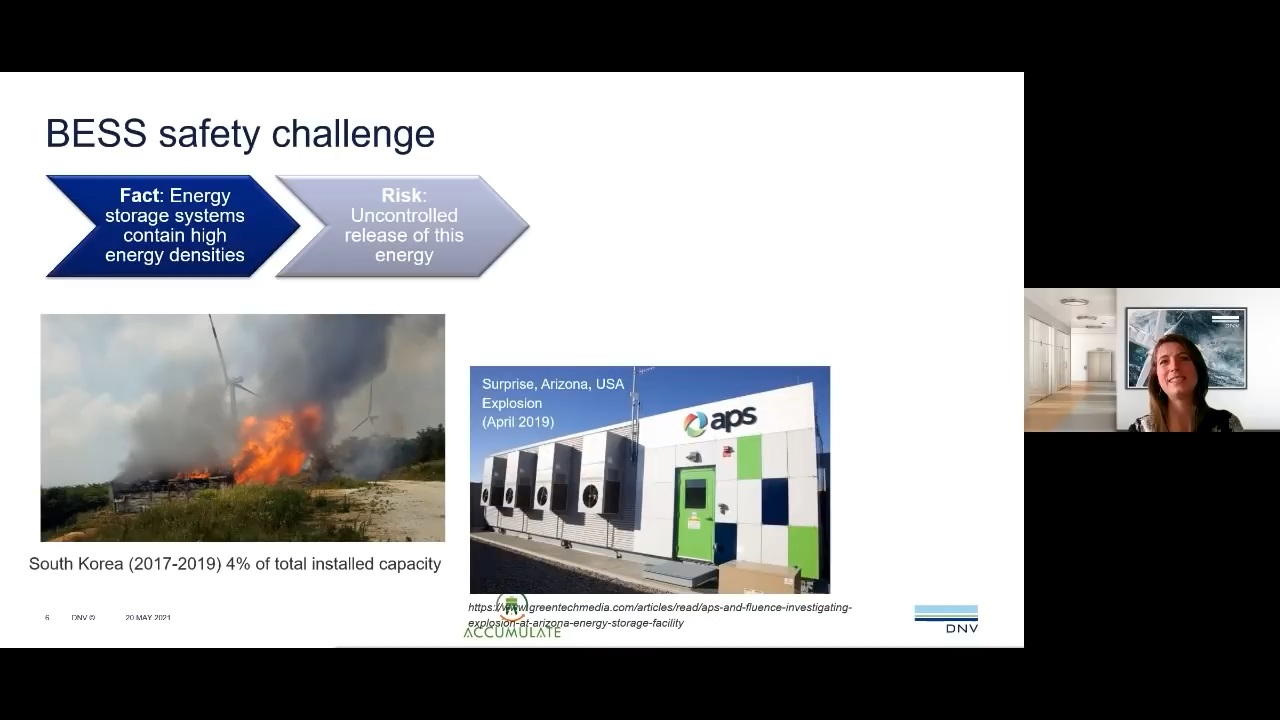 BESS safety challenge
Fact: Energy
storage systems
contain high
energy densities
Risk:
Uncontrolled
release of this
energy
Surprise, Arizona, USA
Explosion
(April 2019)
aps
South Korea (2017-2019) 4% of total installed capacity
https://www.greentechmedia.com/articles/read/aps-and-fluence-investigating-
explosion-at-arizona-energy-storage-facility
6 DNV © 20 MAY 2021
ACCUMULATE
DNV
DNV